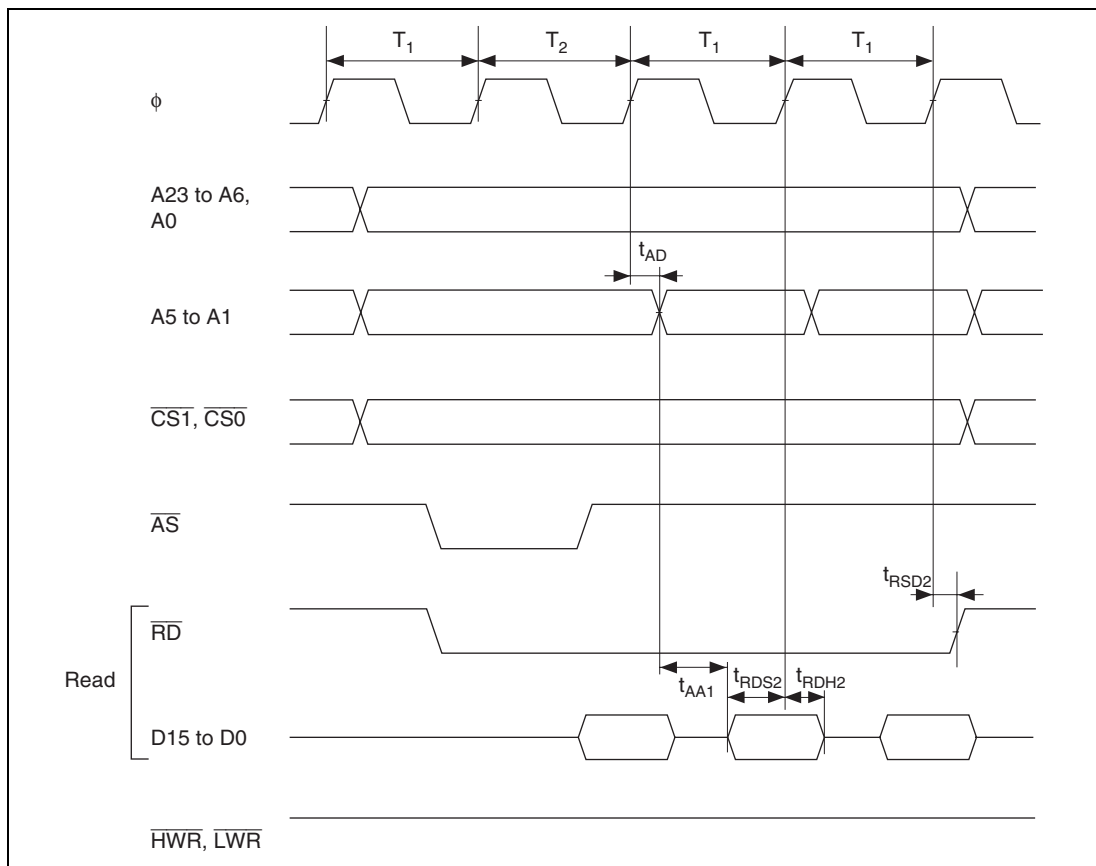 T1 T2 T1 T1
φ
A23 to A6,
A0
tAD
A5 to A1
CS1, CS0
AS
tRSD2
RD
Read
tAA1 tRDS2 tRDH2
D15 to D0
HWR, LWR